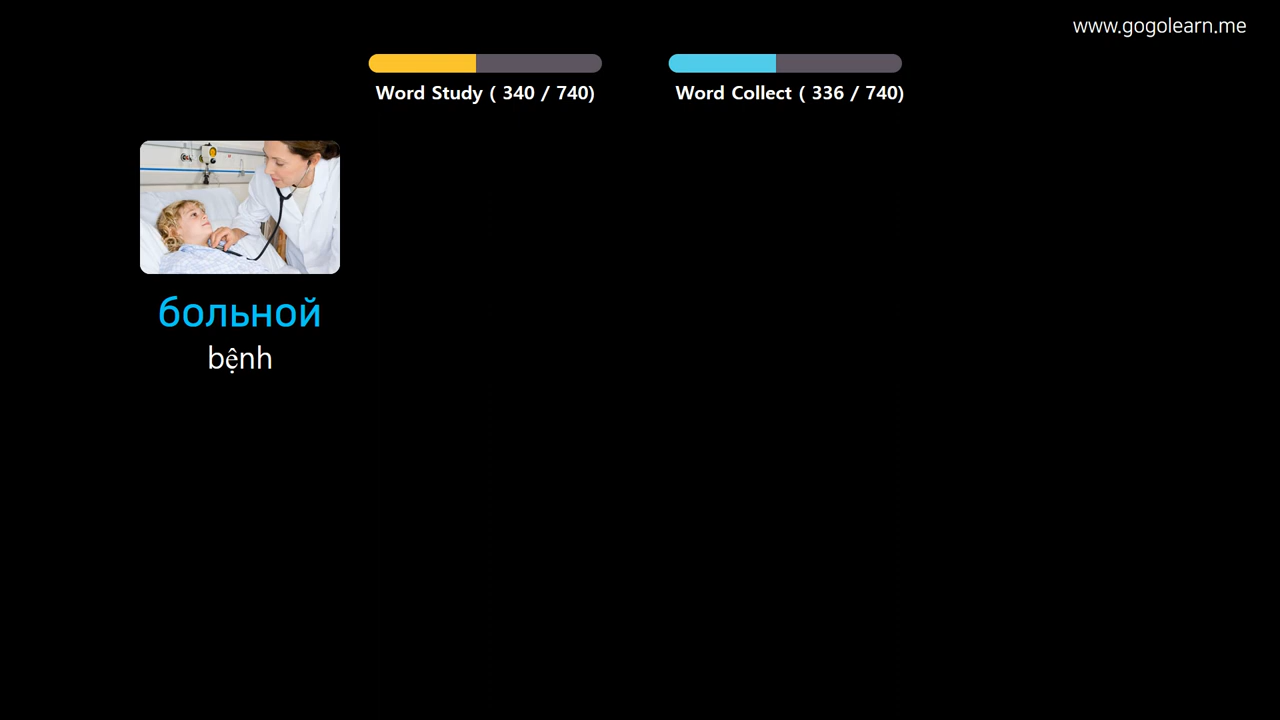 www.gogolearn.me
Word Study ( 340 / 740)
Word Collect ( 336 / 740)
больной
bệnh